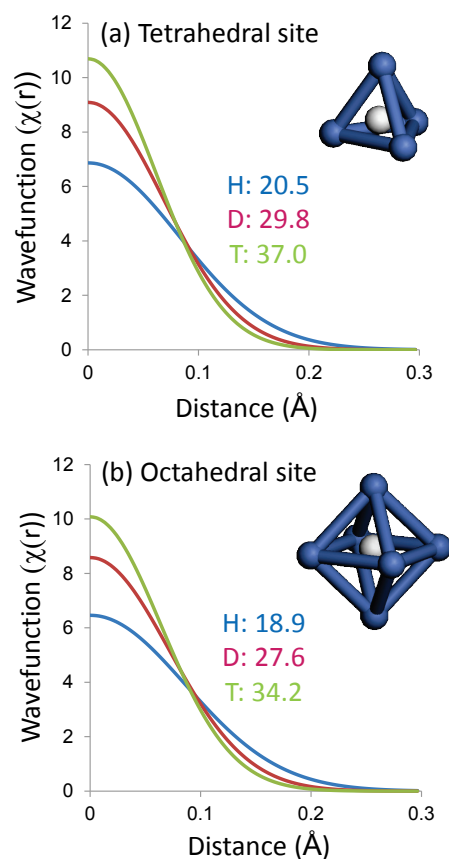 (a) Tetrahedral site
Wavefunction (χ(r))
12
10
8
6
4
2
0
H: 20.5
D: 29.8
T: 37.0
0 0.1 0.2 0.3
Distance (Å)
(b) Octahedral site
Wavefunction (χ(r))
12
10
8
6
4
2
0
H: 18.9
D: 27.6
T: 34.2
0 0.1 0.2 0.3
Distance (Å)